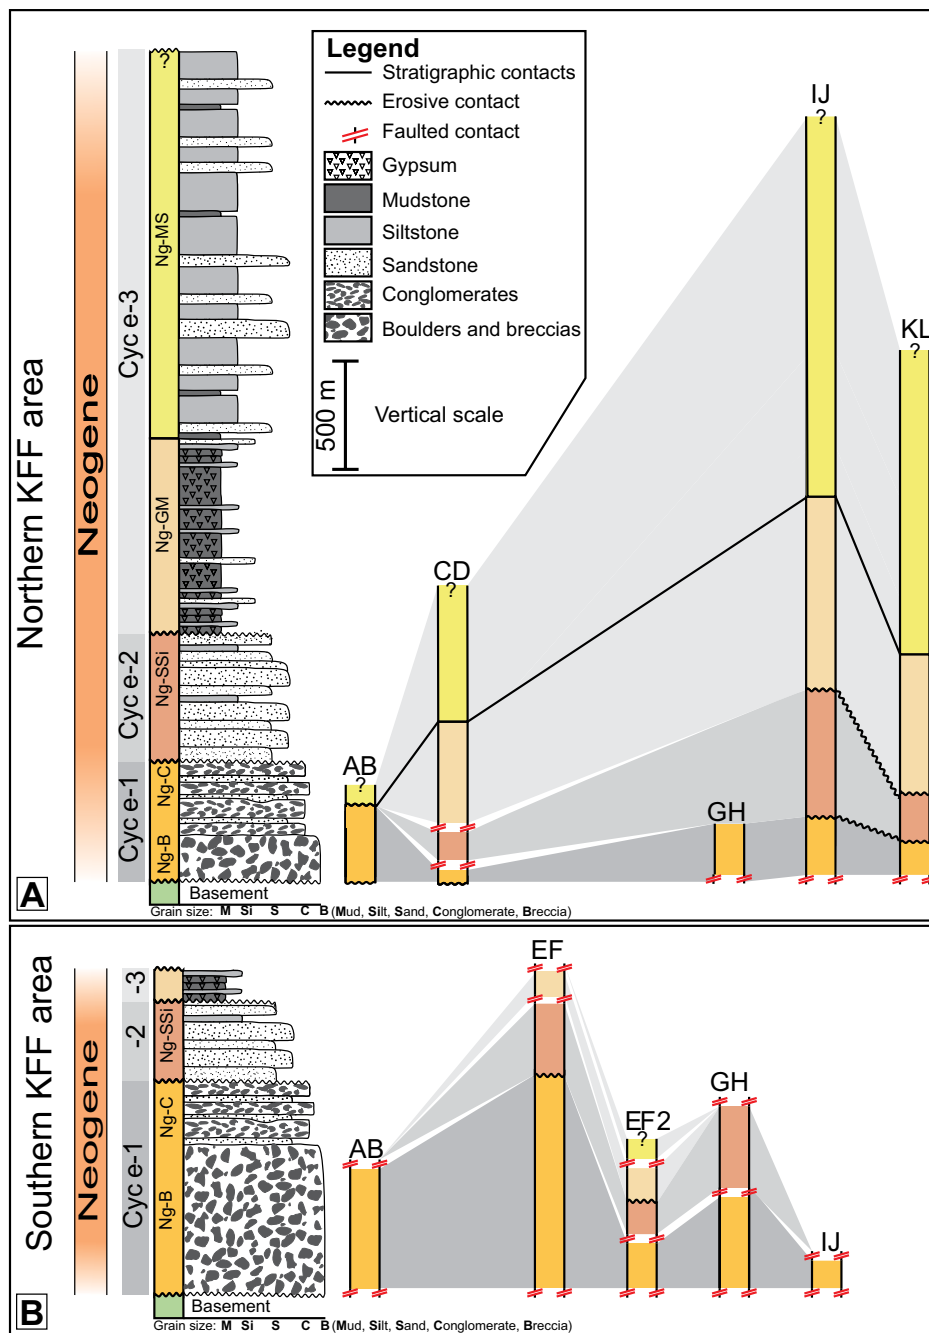 Northern KFF area
Neogene
Cyc e-3
Cyc e-2
Cyc e-1
?
Ng-MS
Ng-GM
Ng-SSi
Ng-C
Ng-B
Basement
Grain size: M Si S C B (Mud, Silt, Sand, Conglomerate, Breccia)
Legend
Stratigraphic contacts
Erosive contact
Faulted contact
Gypsum
Mudstone
Siltstone
Sandstone
Conglomerates
Boulders and breccias
500 m
Vertical scale
AB
?
CD
?
GH
IJ
?
KL
?
A
Southern KFF area
Neogene
-3
-2
Cyc e-1
Ng-SSi
Ng-C
Ng-B
Basement
Grain size: M Si S C B (Mud, Silt, Sand, Conglomerate, Breccia)
AB
EF
EF2
?
GH
IJ
B